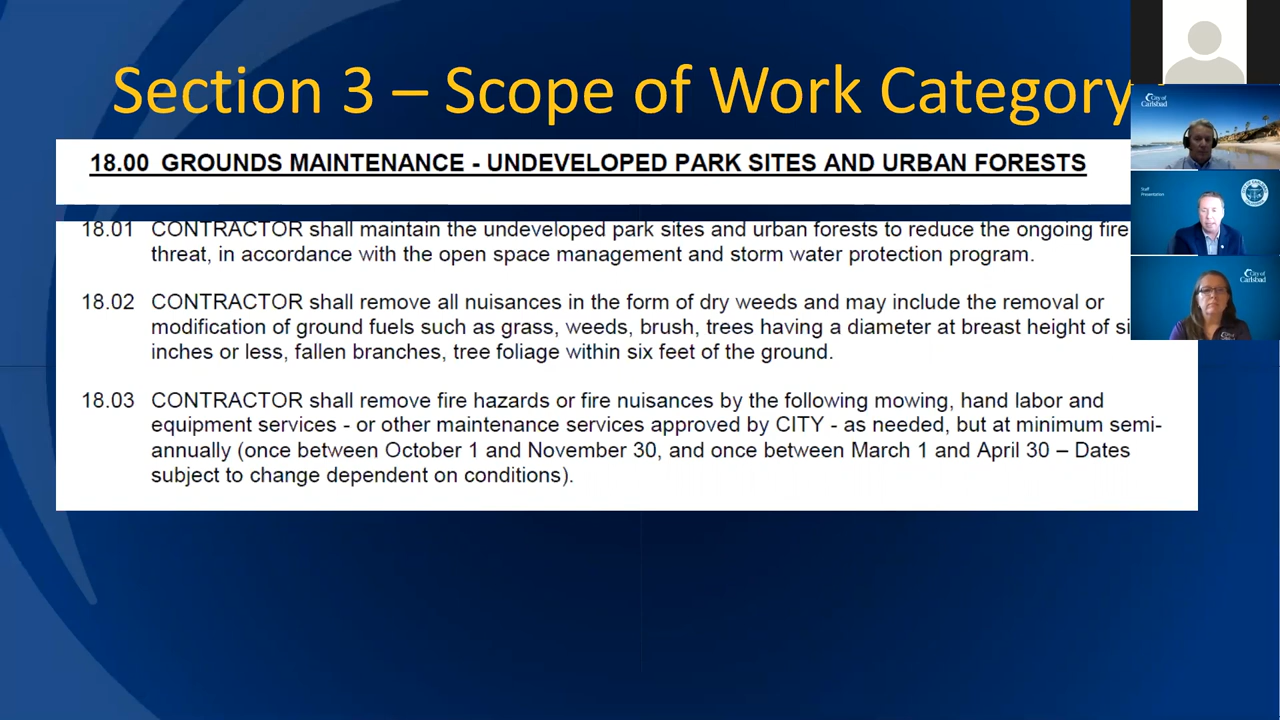 Section 3 – Scope of Work Category
18.00 GROUNDS MAINTENANCE - UNDEVELOPED PARK SITES AND URBAN FORESTS
18.01 CONTRACTOR shall maintain the undeveloped park sites and urban forests to reduce the ongoing fire
threat, in accordance with the open space management and storm water protection program.
18.02 CONTRACTOR shall remove all nuisances in the form of dry weeds and may include the removal or
modification of ground fuels such as grass, weeds, brush, trees having a diameter at breast height of si
inches or less, fallen branches, tree foliage within six feet of the ground.
18.03 CONTRACTOR shall remove fire hazards or fire nuisances by the following mowing, hand labor and
equipment services - or other maintenance services approved by CITY - as needed, but at minimum semi-
annually (once between October 1 and November 30, and once between March 1 and April 30 – Dates
subject to change dependent on conditions).
City of
Carlsbad
Staff
Presentation
City of
Carlsbad